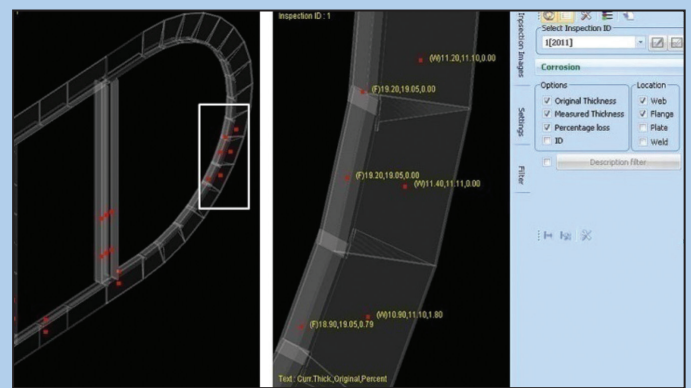 Inspection ID : 1
(W)11.20,11.10,0.00
(F)19.20,19.05,0.00
(F)19.20,19.05,0.00
(W)11.40,11.11,0.00
(W)10.90,11.10,1.80
(F)18.90,19.05,0.79
Text : Curr.Thick.,Original,Percent
Inpsection Images
Settings
Filter
Select Inspection ID
1[2011]
Corrosion
Options
Original Thickness
Measured Thickness
Percentage loss
ID
Location
Web
Flange
Plate
Weld
Description filter